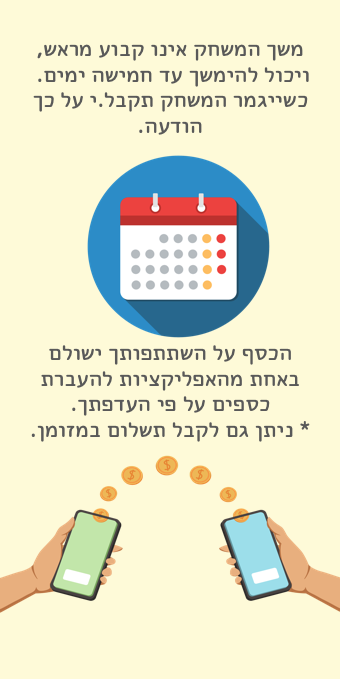 משך המשחק אינו קבוע מראש,
ויכול להימשך עד חמישה ימים.
כשייגמר המשחק תקבל.י על כך
הודעה.
הכסף על השתתפותך ישולם
באחת מהאפליקציות להעברת
כספים על פי העדפתך.
* ניתן גם לקבל תשלום במזומן.